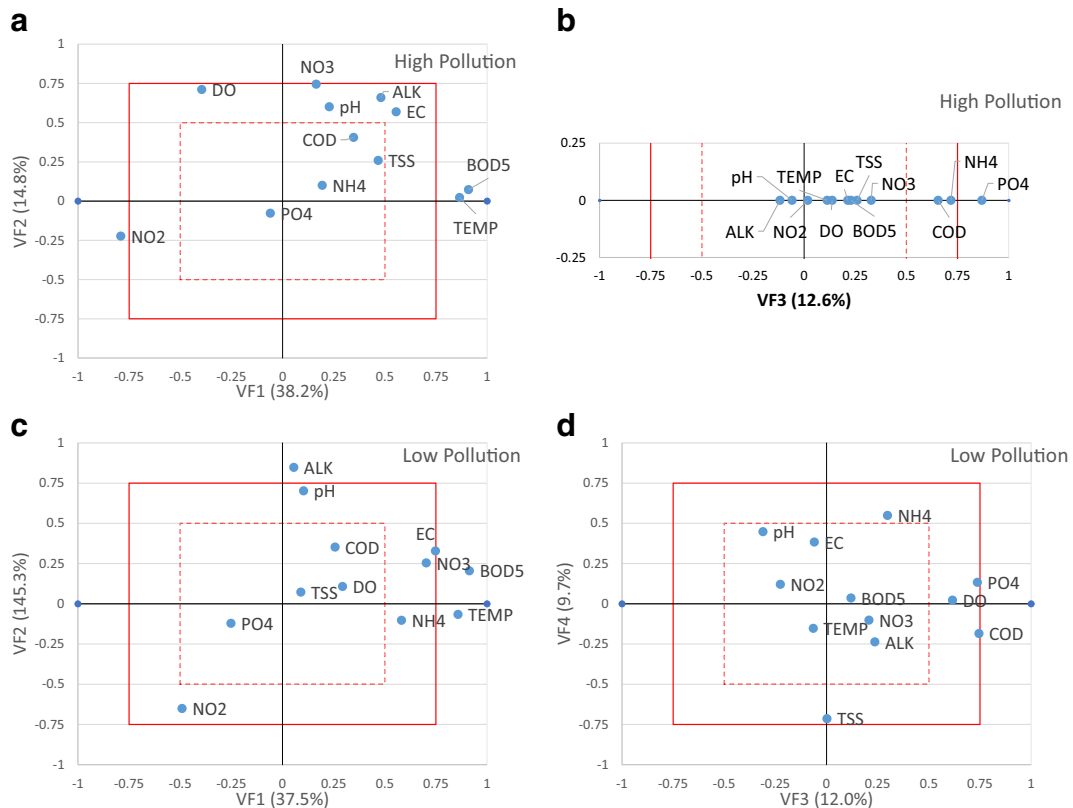 a
High Pollution
1
0.75
0.5
0.25
0
-0.25
-0.5
-0.75
-1
VF2 (14.8%)
NO3
DO
ALK
pH
EC
COD
TSS
BOD5
NH4
PO4
TEMP
NO2
-1 -0.75 -0.5 -0.25 0 0.25 0.5 0.75 1
VF1 (38.2%)
b
High Pollution
0.25
0
-0.25
TSS NH4
pH TEMP EC NO3 PO4
ALK NO2 DO BOD5 COD
-1 -0.75 -0.5 -0.25 0 0.25 0.5 0.75 1
VF3 (12.6%)
c
Low Pollution
1
0.75
0.5
0.25
0
-0.25
-0.5
-0.75
-1
VF2 (145.3%)
ALK
pH
EC
COD
NO3
BOD5
DO
TSS
NH4
TEMP
PO4
NO2
-1 -0.75 -0.5 -0.25 0 0.25 0.5 0.75 1
VF1 (37.5%)
d
Low Pollution
1
0.75
0.5
0.25
0
-0.25
-0.5
-0.75
-1
VF4 (9.7%)
NH4
pH
EC
PO4
NO2
BOD5
DO
NO3
TEMP
COD
ALK
TSS
-1 -0.75 -0.5 -0.25 0 0.25 0.5 0.75 1
VF3 (12.0%)